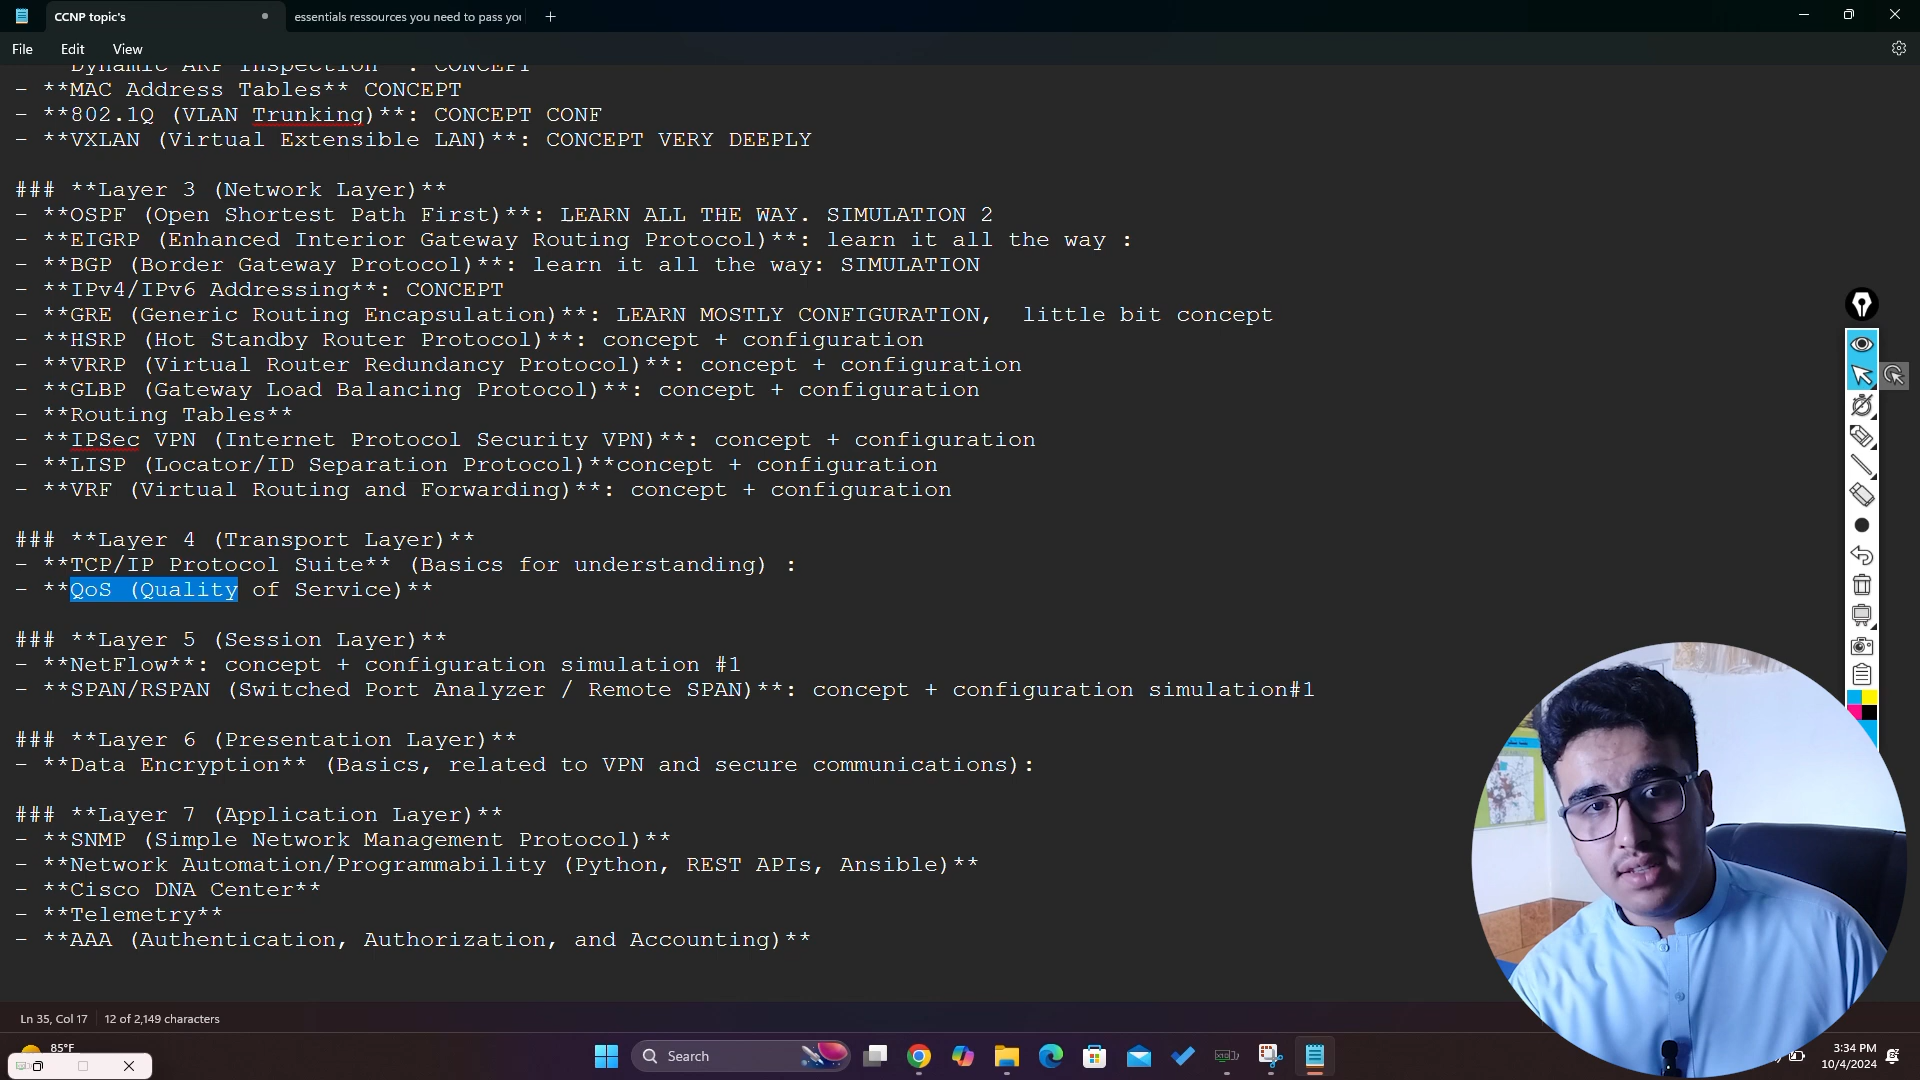 CCNP topic's
essentials ressources you need to pass you
File Edit View
Dynamic ARP Inspection : CONCEPT
- **MAC Address Tables** CONCEPT
- **802.1Q (VLAN Trunking)**: CONCEPT CONF
- **VXLAN (Virtual Extensible LAN)**: CONCEPT VERY DEEPLY
### **Layer 3 (Network Layer)**
- **OSPF (Open Shortest Path First)**: LEARN ALL THE WAY. SIMULATION 2
- **EIGRP (Enhanced Interior Gateway Routing Protocol)**: learn it all the way :
- **BGP (Border Gateway Protocol)**: learn it all the way: SIMULATION
- **IPv4/IPv6 Addressing**: CONCEPT
- **GRE (Generic Routing Encapsulation)**: LEARN MOSTLY CONFIGURATION,  little bit concept
- **HSRP (Hot Standby Router Protocol)**: concept + configuration
- **VRRP (Virtual Router Redundancy Protocol)**: concept + configuration
- **GLBP (Gateway Load Balancing Protocol)**: concept + configuration
- **Routing Tables**
- **IPSec VPN (Internet Protocol Security VPN)**: concept + configuration
- **LISP (Locator/ID Separation Protocol)**concept + configuration
- **VRF (Virtual Routing and Forwarding)**: concept + configuration
### **Layer 4 (Transport Layer)**
- **TCP/IP Protocol Suite** (Basics for understanding) :
- **QoS (Quality of Service)**
### **Layer 5 (Session Layer)**
- **NetFlow**: concept + configuration simulation #1
- **SPAN/RSPAN (Switched Port Analyzer / Remote SPAN)**: concept + configuration simulation#1
### **Layer 6 (Presentation Layer)**
- **Data Encryption** (Basics, related to VPN and secure communications):
### **Layer 7 (Application Layer)**
- **SNMP (Simple Network Management Protocol)**
- **Network Automation/Programmability (Python, REST APIs, Ansible)**
- **Cisco DNA Center**
- **Telemetry**
- **AAA (Authentication, Authorization, and Accounting)**
Ln 35, Col 17 12 of 2,149 characters
85°F
Search
3:34 PM
10/4/2024